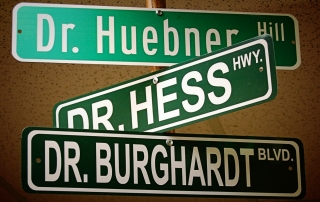 Dr. Huebner Hill
DR. HESS HWY.
DR. BURGHARDT BLVD.